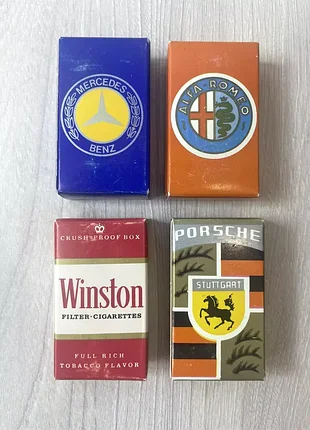 MERCEDES
BENZ
ALFA-ROMEO
CRUSH-PROOF BOX
Winston
FILTER·CIGARETTES
FULL RICH
TOBACCO FLAVOR
PORSCHE
STUTTGART